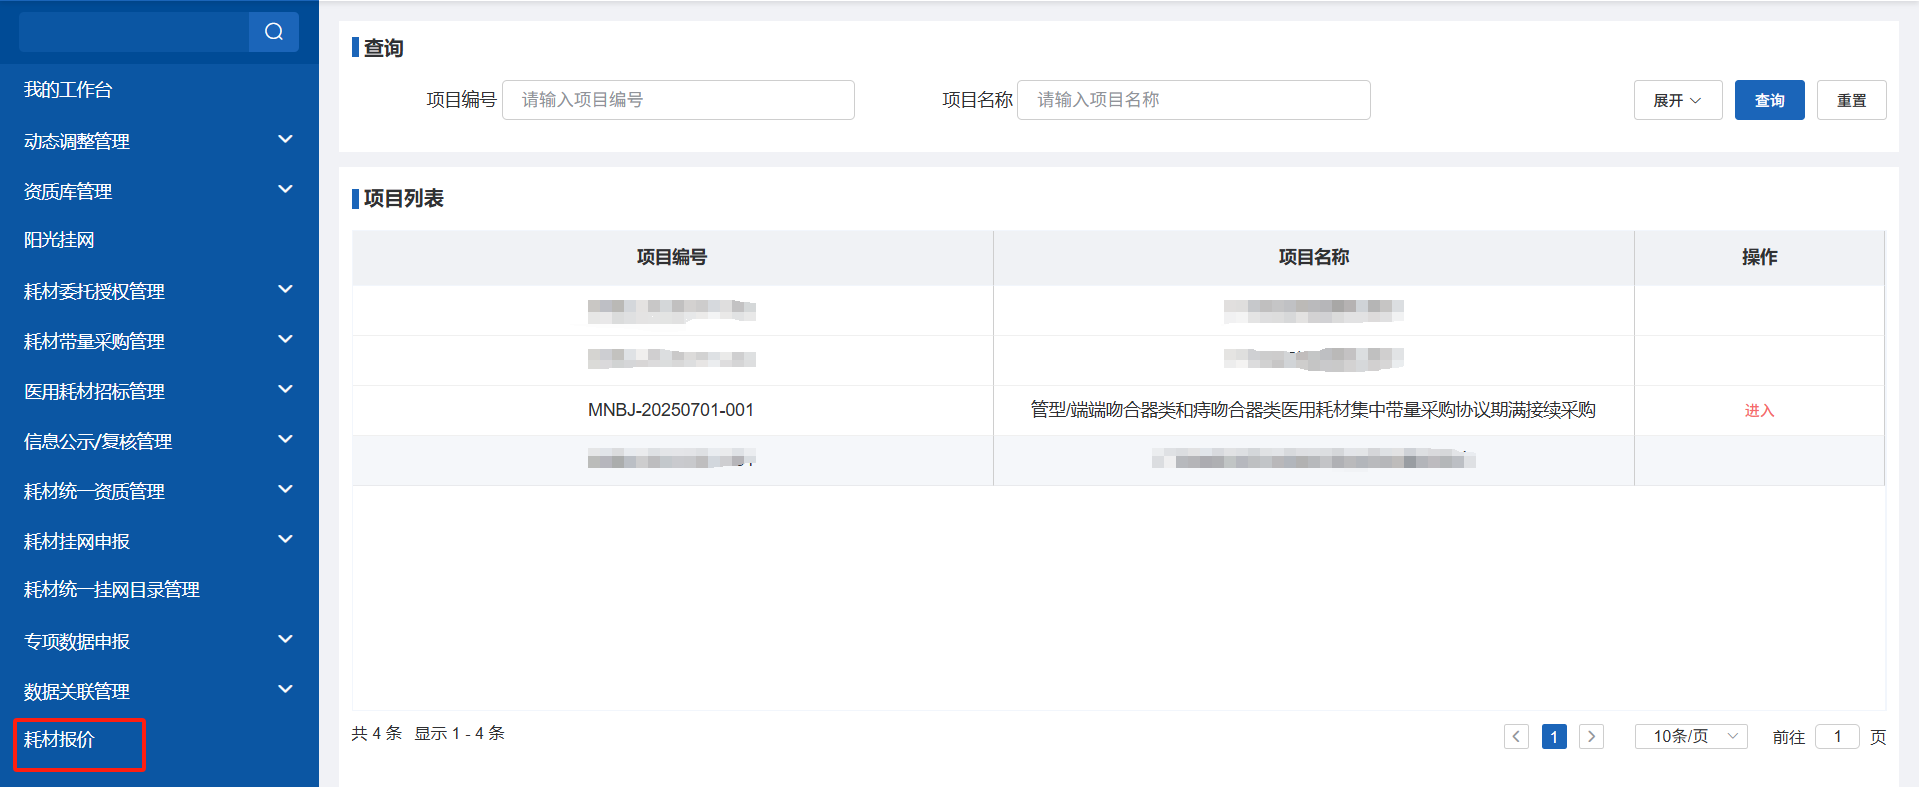 我的工作台
动态调整管理
资质库管理
阳光挂网
耗材委托授权管理
耗材带量采购管理
医用耗材招标管理
信息公示/复核管理
耗材统一资质管理
耗材挂网申报
耗材统一挂网目录管理
专项数据申报
数据关联管理
耗材报价
查询
项目编号 请输入项目编号 项目名称 请输入项目名称 展开 查询 重置
项目列表
项目编号 项目名称 操作
MNBJ-20250701-001 管型/端端吻合器类和痔吻合器类医用耗材集中带量采购协议期满接续采购 进入
共 4 条 显示 1 - 4 条 1 10条/页 前往 1 页